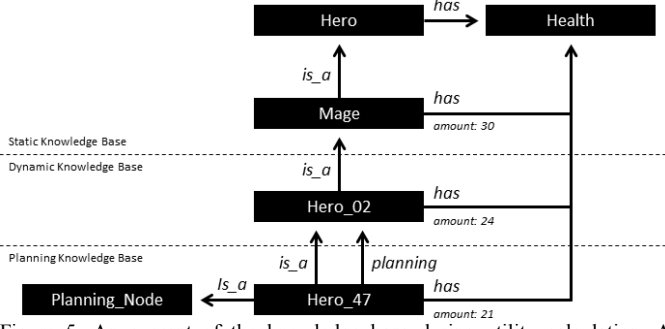 Hero
has
Health
is_a
Mage
has
amount: 30
Static Knowledge Base
Dynamic Knowledge Base
is_a
Hero_02
has
amount: 24
Planning Knowledge Base
is_a
planning
Planning_Node
Is_a
Hero_47
has
amount: 21